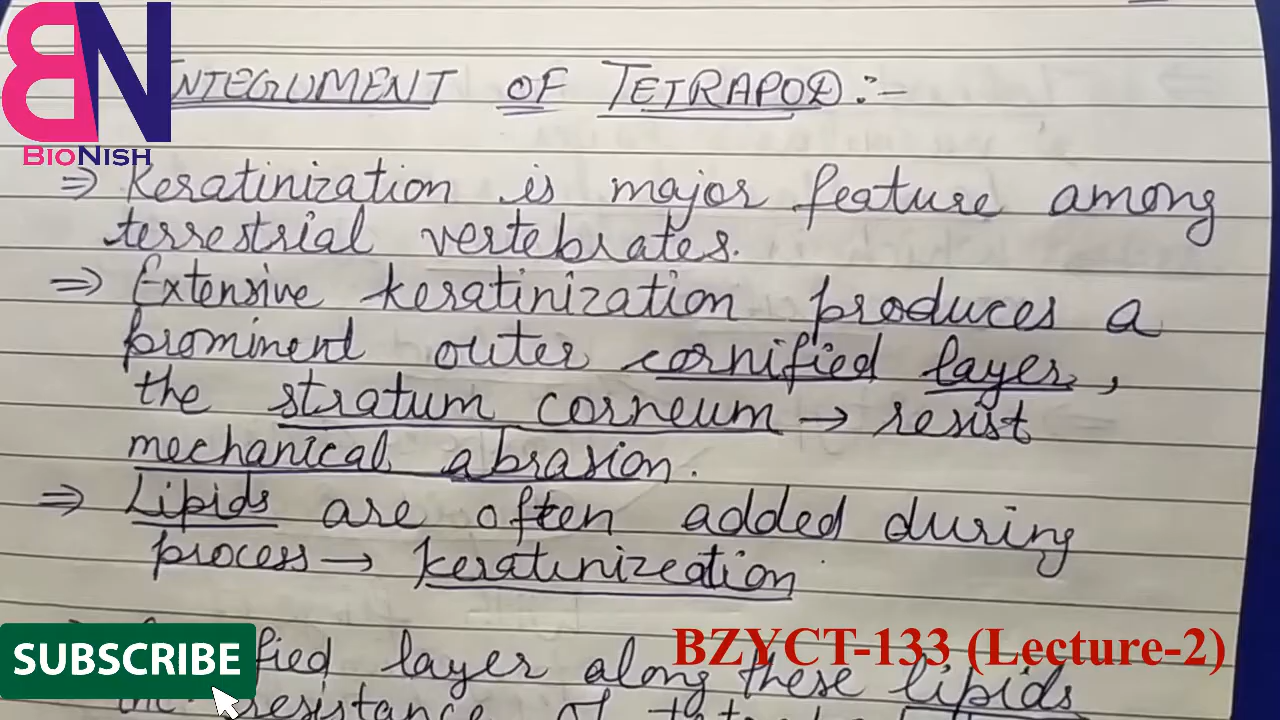 BN
BIONISH
INTEGUMENT OF TETRAPOD :-
⇒ Keratinization is major feature among
terrestrial vertebrates.
⇒ Extensive keratinization produces a
prominent outer cornified layer,
the stratum corneum → resist
mechanical abrasion.
⇒ Lipids are often added during
process → keratinization
fied layer along these lipids
BZYCT-133 (Lecture-2)
SUBSCRIBE
resistance of